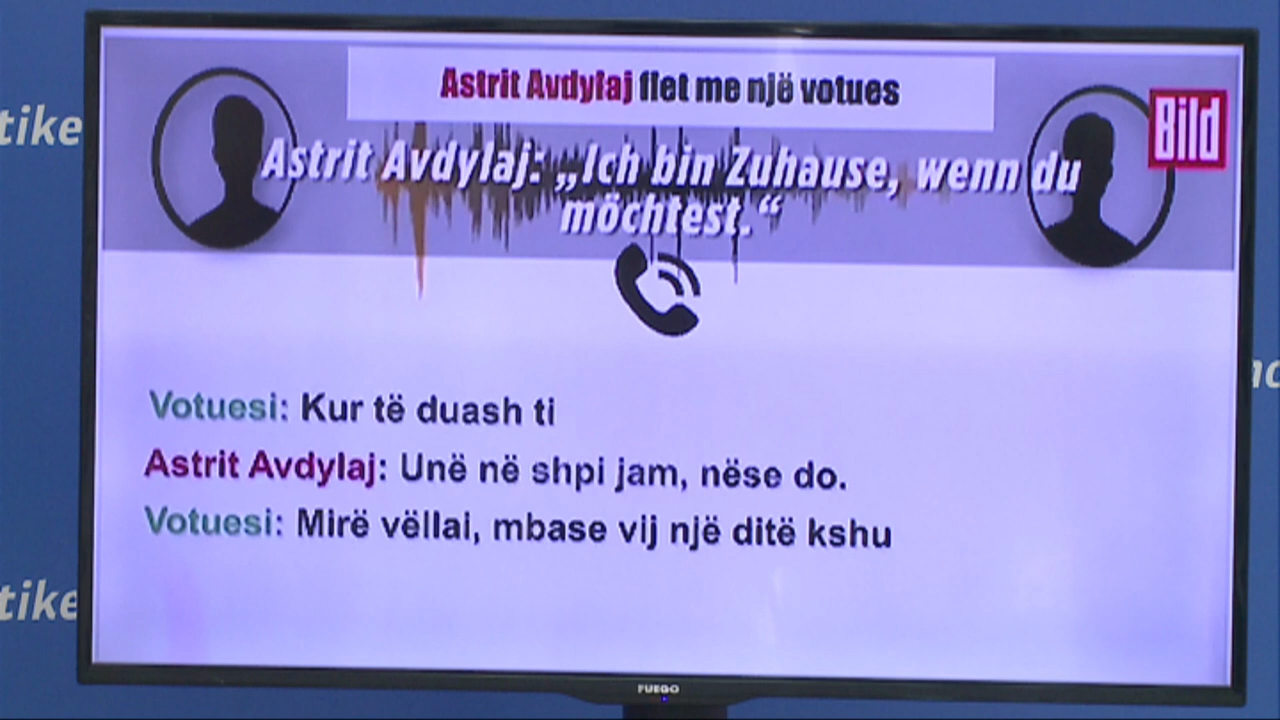 Astrit Avdylaj flet me një votues
Bild
Astrit Avdylaj: „Ich bin Zuhause, wenn du
möchtest.“
Votuesi: Kur të duash ti
Astrit Avdylaj: Unë në shpi jam, nëse do.
Votuesi: Mirë vëllai, mbase vij një ditë kshu
FUEGO
tike
tike